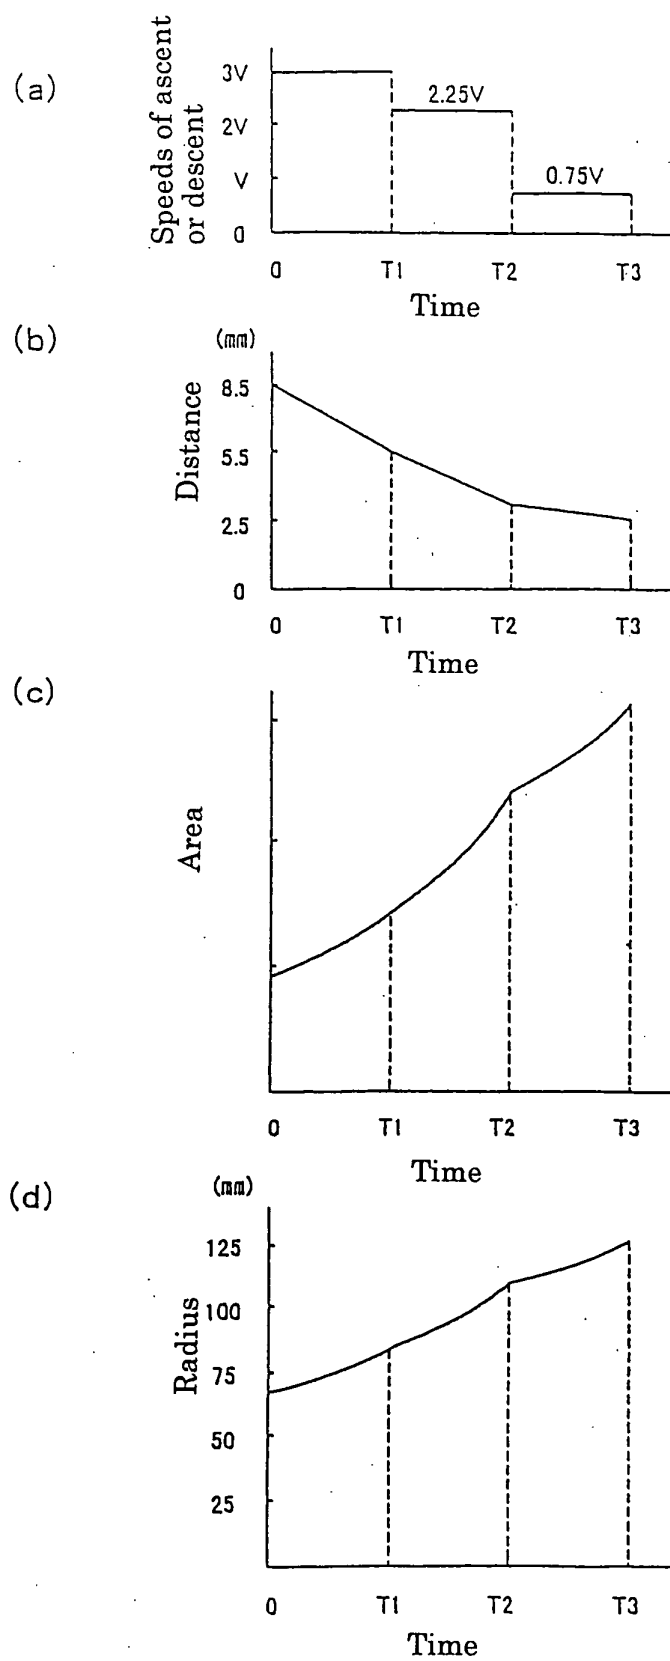 (a)
Speeds of ascent
or descent
3V
2V
V
0
2.25V
0.75V
0 T1 T2 T3
Time
(b)
(mm)
Distance
8.5
5.5
2.5
0
0 T1 T2 T3
Time
(c)
Area
0 T1 T2 T3
Time
(d)
(mm)
Radius
125
100
75
50
25
0 T1 T2 T3
Time